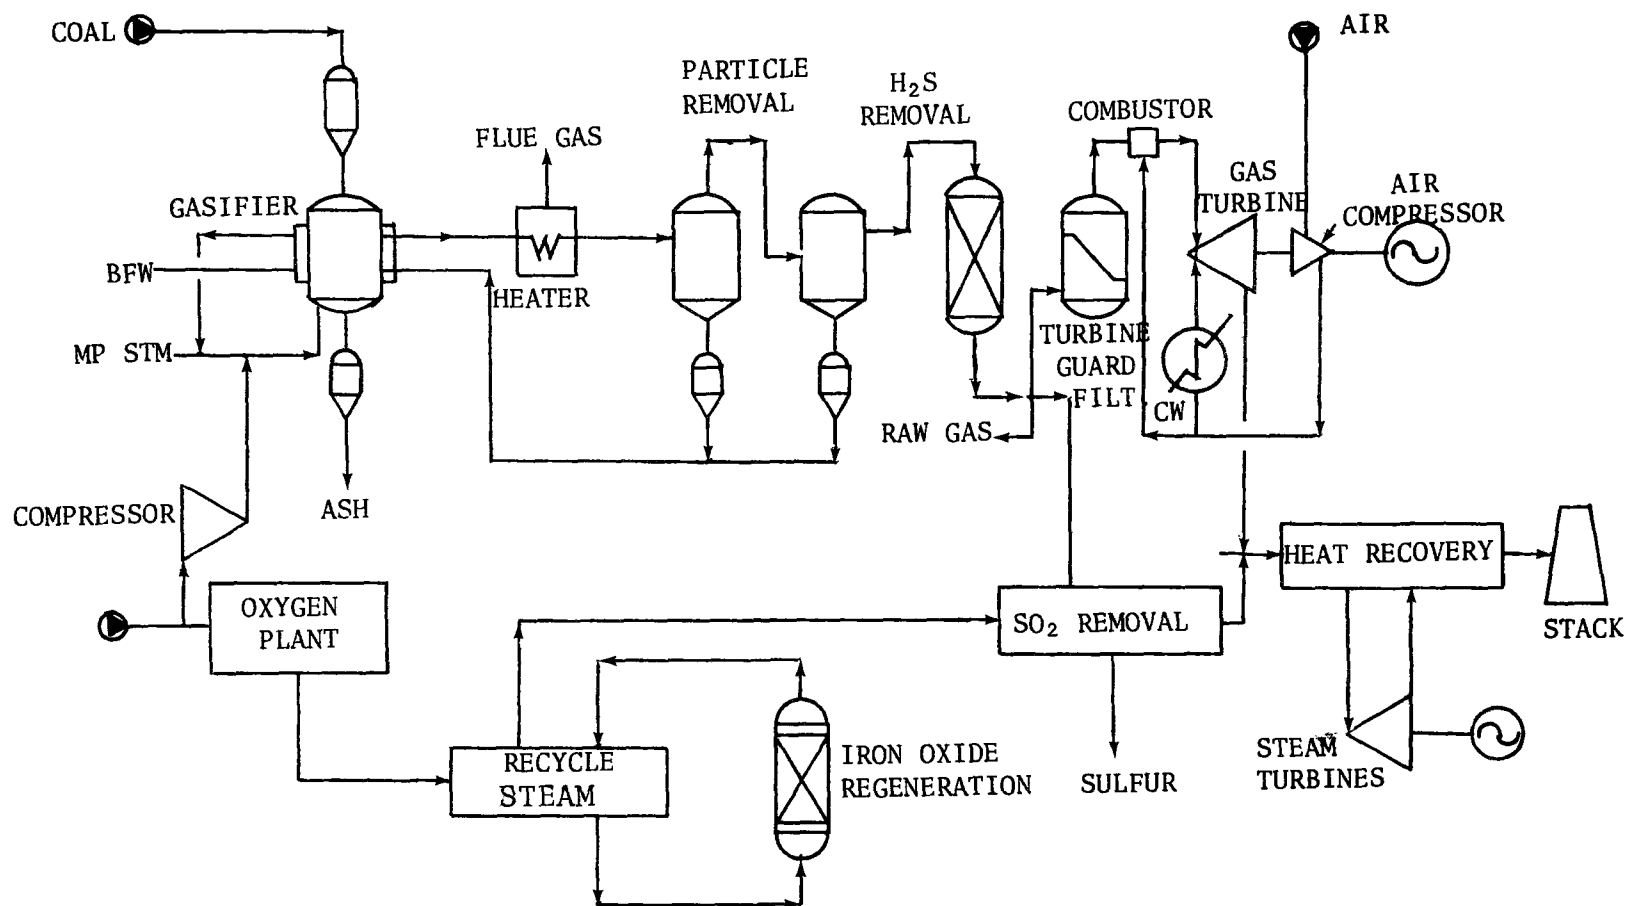 COAL
AIR
PARTICLE
REMOVAL
H₂S
REMOVAL
COMBUSTOR
FLUE GAS
GAS
TURBINE
AIR
COMPRESSOR
GASIFIER
BFW
HEATER
MP STM
TURBINE
GUARD
FILT
CW
RAW GAS
COMPRESSOR
ASH
HEAT RECOVERY
OXYGEN
PLANT
SO₂ REMOVAL
STACK
RECYCLE
STEAM
IRON OXIDE
REGENERATION
SULFUR
STEAM
TURBINES